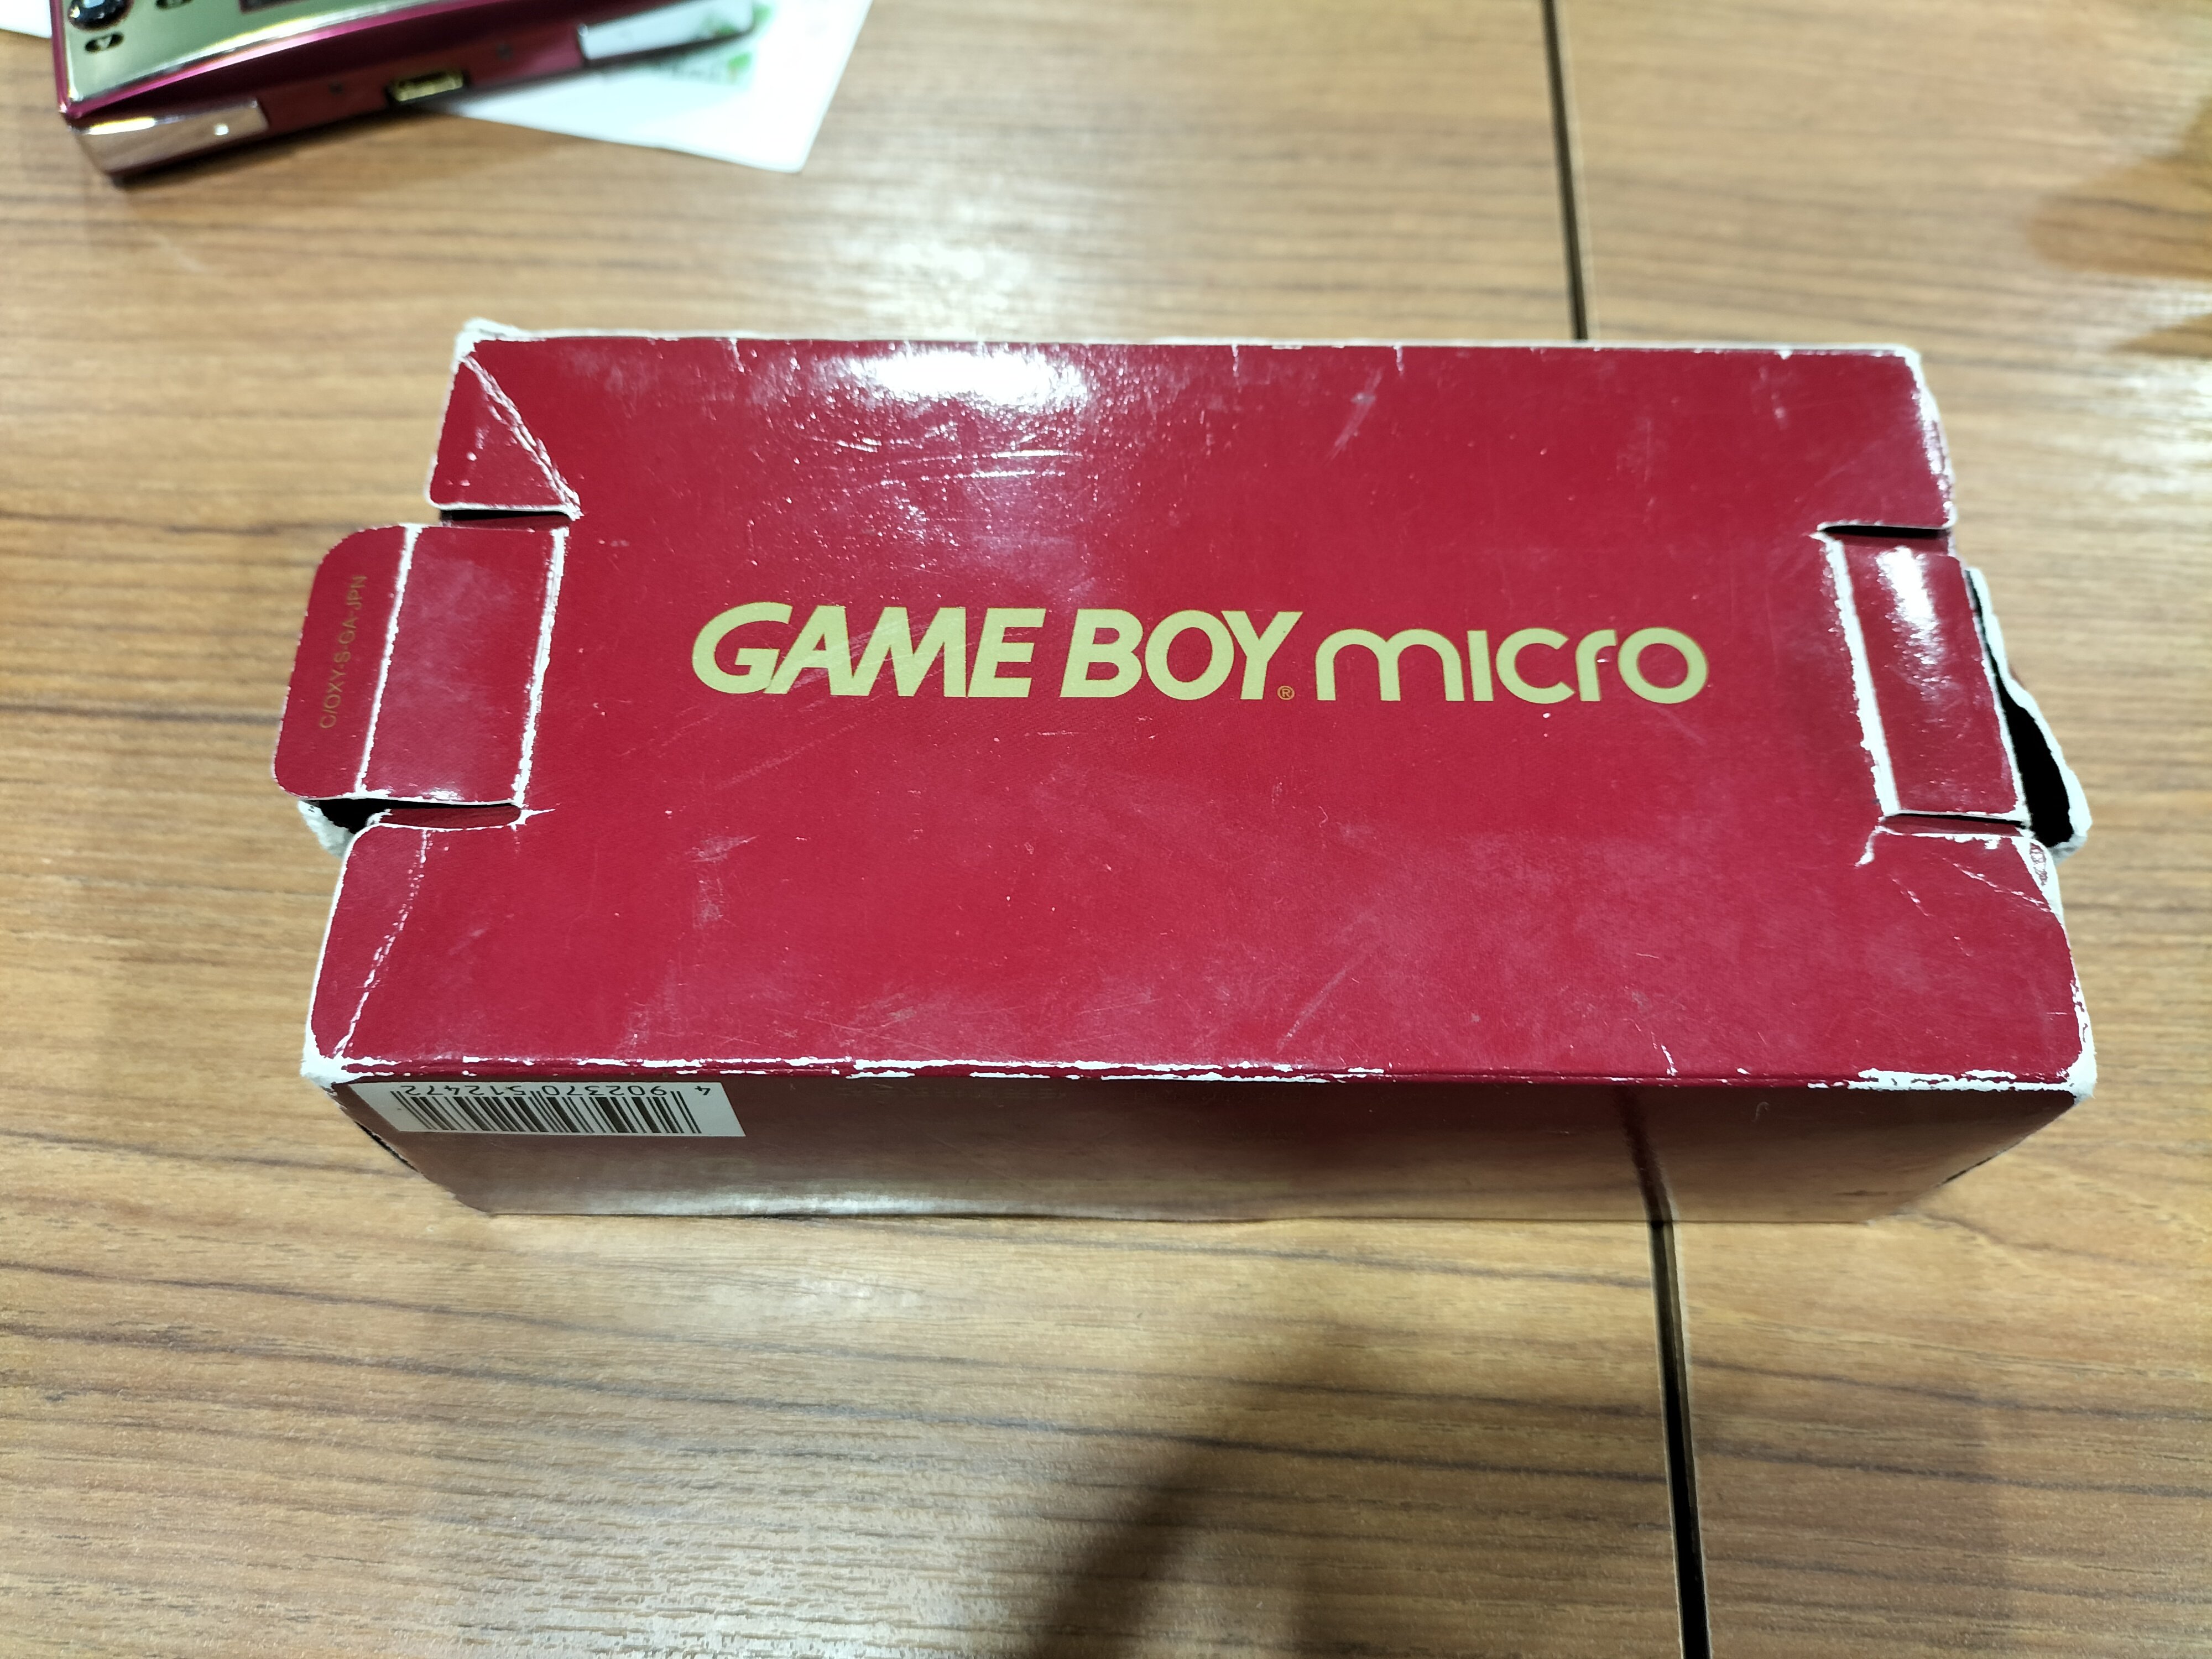 GAME BOY® micro
C/OXY-S-GA-JPN
4 902370 512472